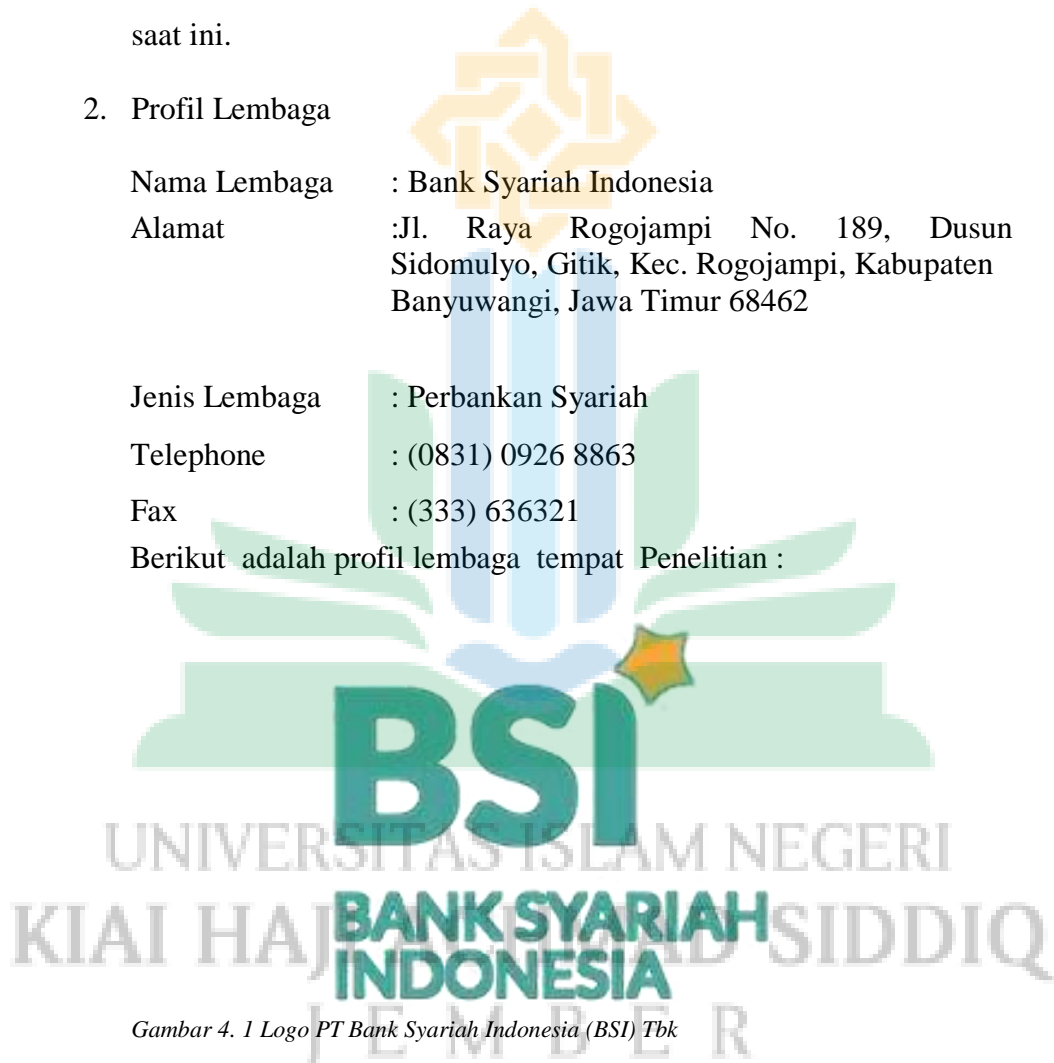 saat ini.
2. Profil Lembaga
Nama Lembaga : Bank Syariah Indonesia
Alamat :Jl. Raya Rogojampi No. 189, Dusun
Sidomulyo, Gitik, Kec. Rogojampi, Kabupaten
Banyuwangi, Jawa Timur 68462
Jenis Lembaga : Perbankan Syariah
Telephone : (0831) 0926 8863
Fax : (333) 636321
Berikut adalah profil lembaga tempat Penelitian :
BSI
UNIVERSITAS ISLAM NEGERI
BANK SYARIAH
KIAI HAJI SIDDIQ
INDONESIA
Gambar 4. 1 Logo PT Bank Syariah Indonesia (BSI) Tbk
JEMBER